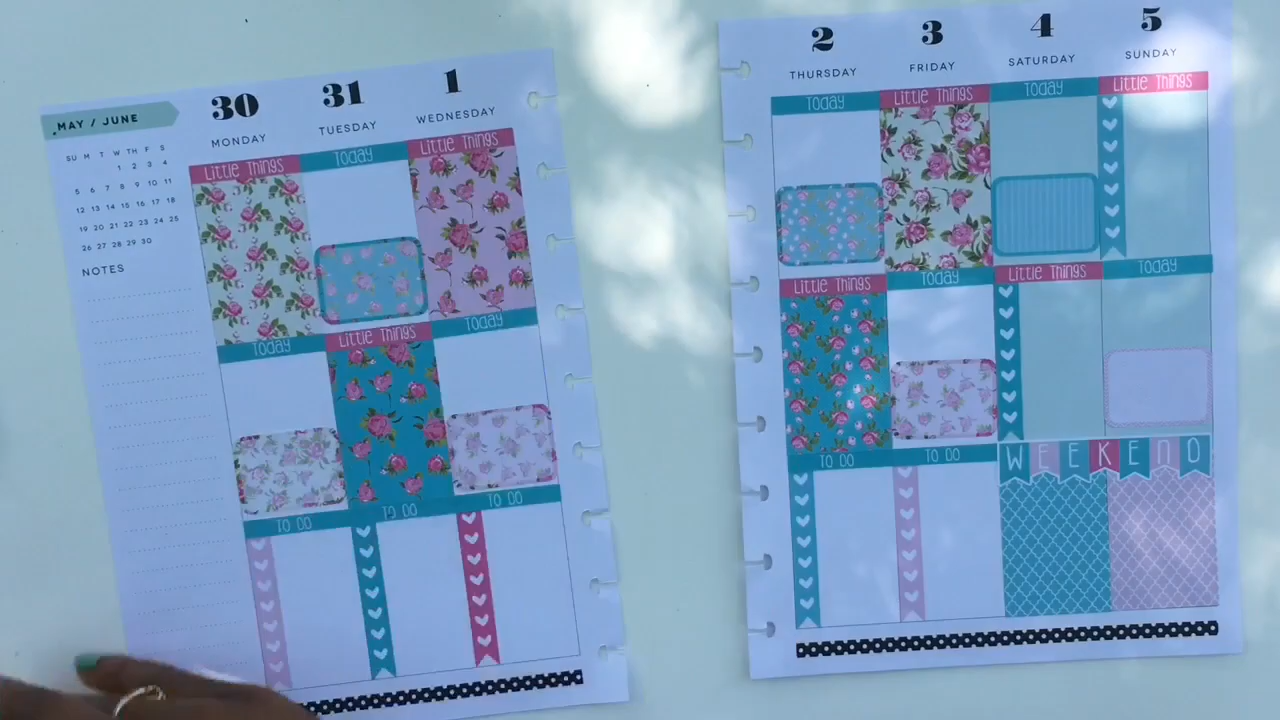 MAY / JUNE
SU M T W TH F S
1 2 3 4
5 6 7 8 9 10 11
12 13 14 15 16 17 18
19 20 21 22 23 24 25
26 27 28 29 30
NOTES
30
MONDAY
Little Things
TODAY
TO DO
31
TUESDAY
TODAY
Little Things
TO DO
1
WEDNESDAY
Little Things
TODAY
TO DO
2
THURSDAY
TODAY
Little Things
TO DO
3
FRIDAY
Little Things
TODAY
TO DO
4
SATURDAY
TODAY
Little Things
5
SUNDAY
Little Things
TODAY
WEEKEND